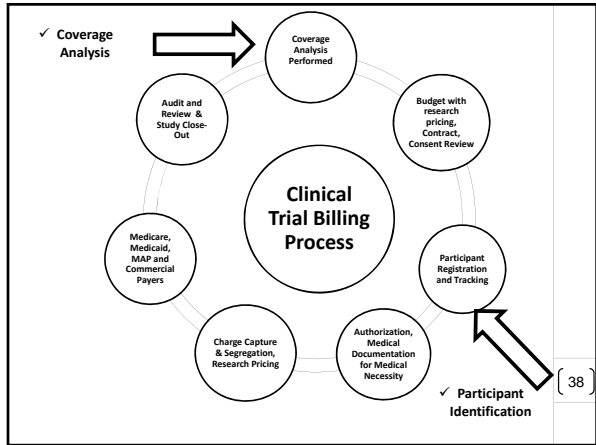 ✓ Coverage
Analysis
Coverage
Analysis
Performed
Budget with
research
pricing,
Contract,
Consent Review
Participant
Registration
and Tracking
Authorization,
Medical
Documentation
for Medical
Necessity
Charge Capture
& Segregation,
Research Pricing
Medicare,
Medicaid,
MAP and
Commercial
Payers
Audit and
Review & 
Study Close-
Out
Clinical
Trial Billing
Process
✓ Participant
Identification
38